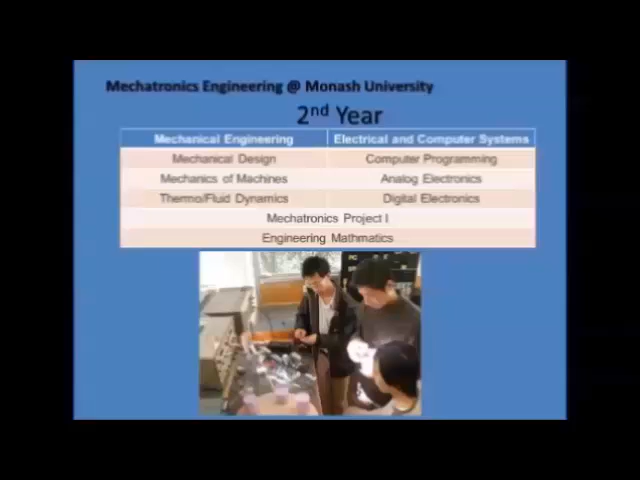 Mechatronics Engineering @ Monash University
2nd Year
Mechanical Engineering Electrical and Computer Systems
Mechanical Design Computer Programming
Mechanics of Machines Analog Electronics
Thermo/Fluid Dynamics Digital Electronics
Mechatronics Project I
Engineering Mathmatics